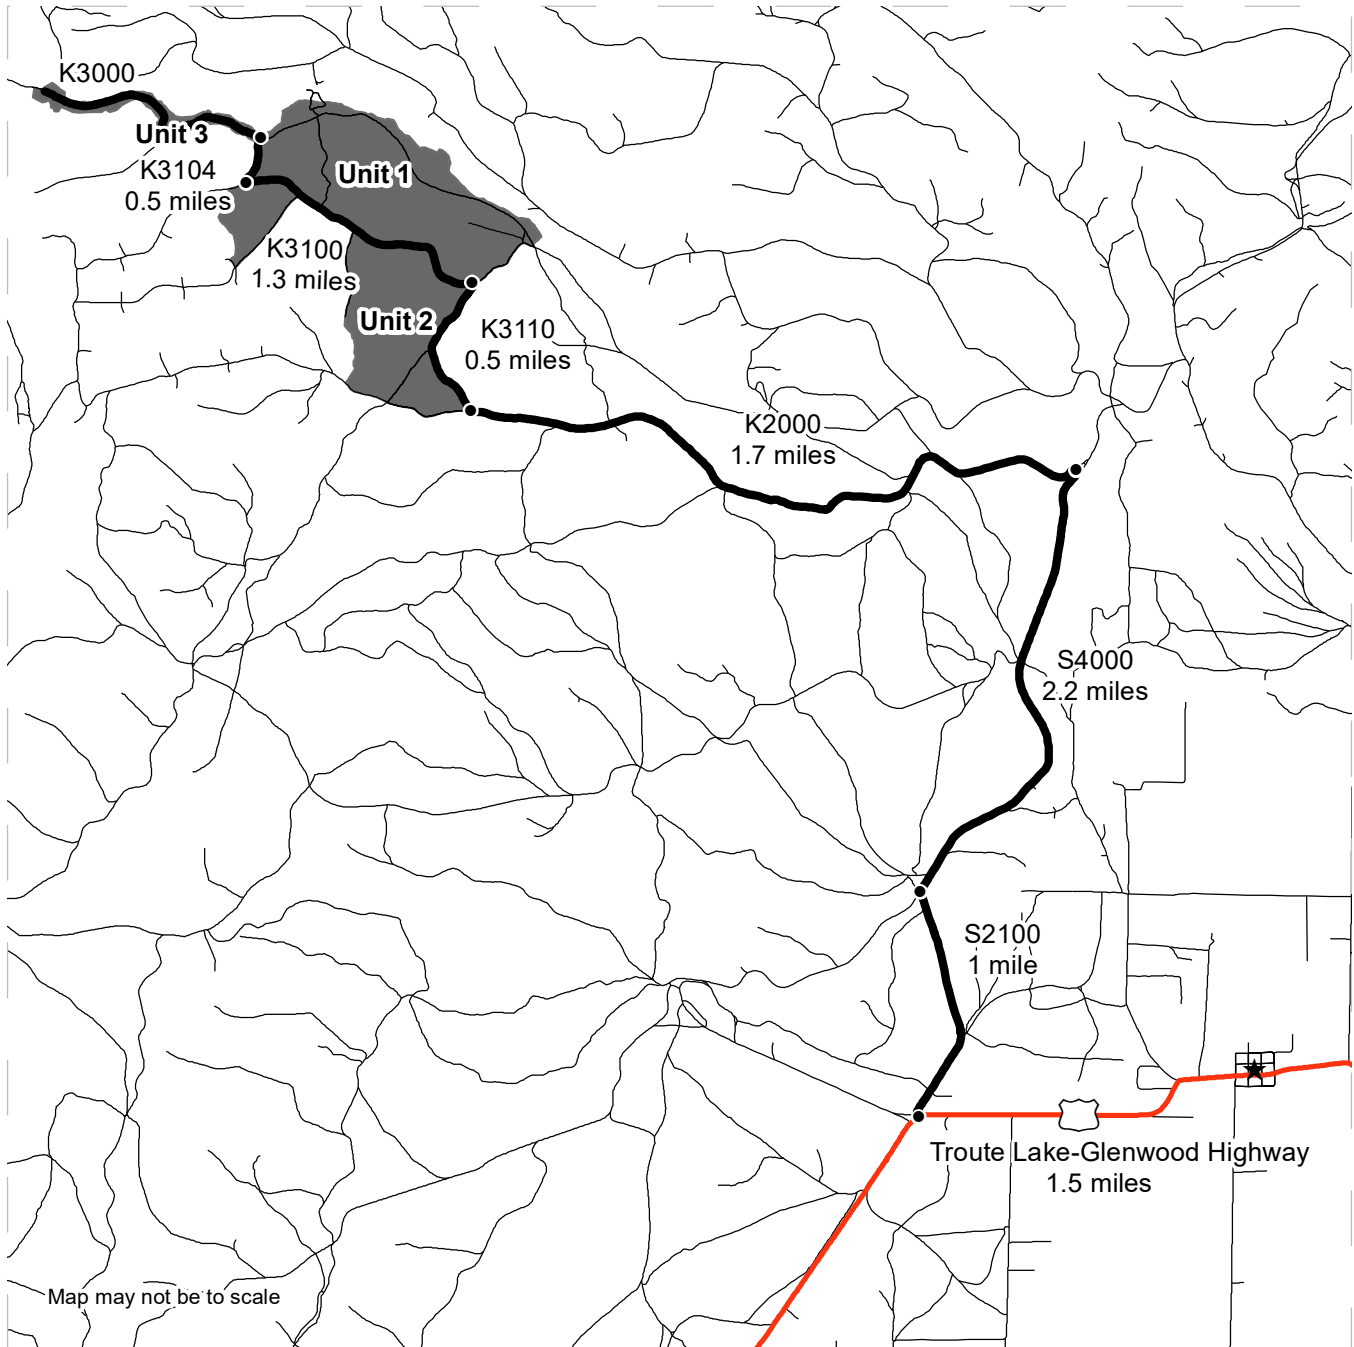 K3000
Unit 3
K3104
0.5 miles
Unit 1
K3100
1.3 miles
Unit 2
K3110
0.5 miles
K2000
1.7 miles
S4000
2.2 miles
S2100
1 mile
Troute Lake-Glenwood Highway
1.5 miles
Map may not be to scale